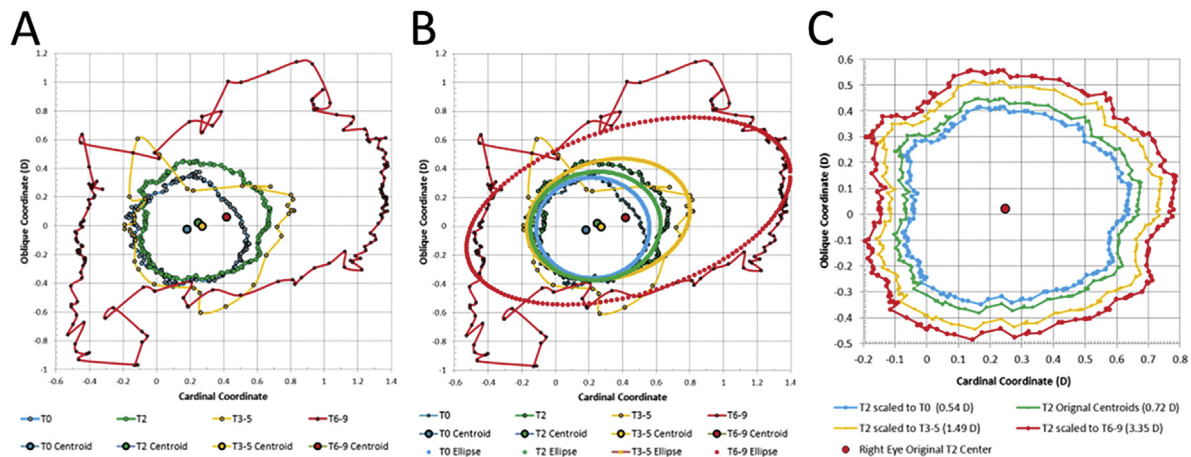 A
B
C
Oblique Coordinate (D)
1.2
1
0.8
0.6
0.4
0.2
0
-0.2
-0.4
-0.6
-0.8
-1
-0.6 -0.4 -0.2 0 0.2 0.4 0.6 0.8 1 1.2 1.4
Cardinal Coordinate
T0 T2 T3-5 T6-9
T0 Centroid T2 Centroid T3-5 Centroid T6-9 Centroid
Oblique Coordinate (D)
1.2
1
0.8
0.6
0.4
0.2
0
-0.2
-0.4
-0.6
-0.8
-1
-0.6 -0.4 -0.2 0 0.2 0.4 0.6 0.8 1 1.2 1.4
Cardinal Coordinate
T0 T2 T3-5 T6-9
T0 Centroid T2 Centroid T3-5 Centroid T6-9 Centroid
T0 Ellipse T2 Ellipse T3-5 Ellipse T6-9 Ellipse
Oblique Coordinate (D)
0.6
0.5
0.4
0.3
0.2
0.1
0
-0.1
-0.2
-0.3
-0.4
-0.5
-0.2 -0.1 0 0.1 0.2 0.3 0.4 0.5 0.6 0.7 0.8
Cardinal Coordinate (D)
T2 scaled to T0 (0.54 D) T2 Orignal Centroids (0.72 D)
T2 scaled to T3-5 (1.49 D) T2 scaled to T6-9 (3.35 D)
Right Eye Original T2 Center